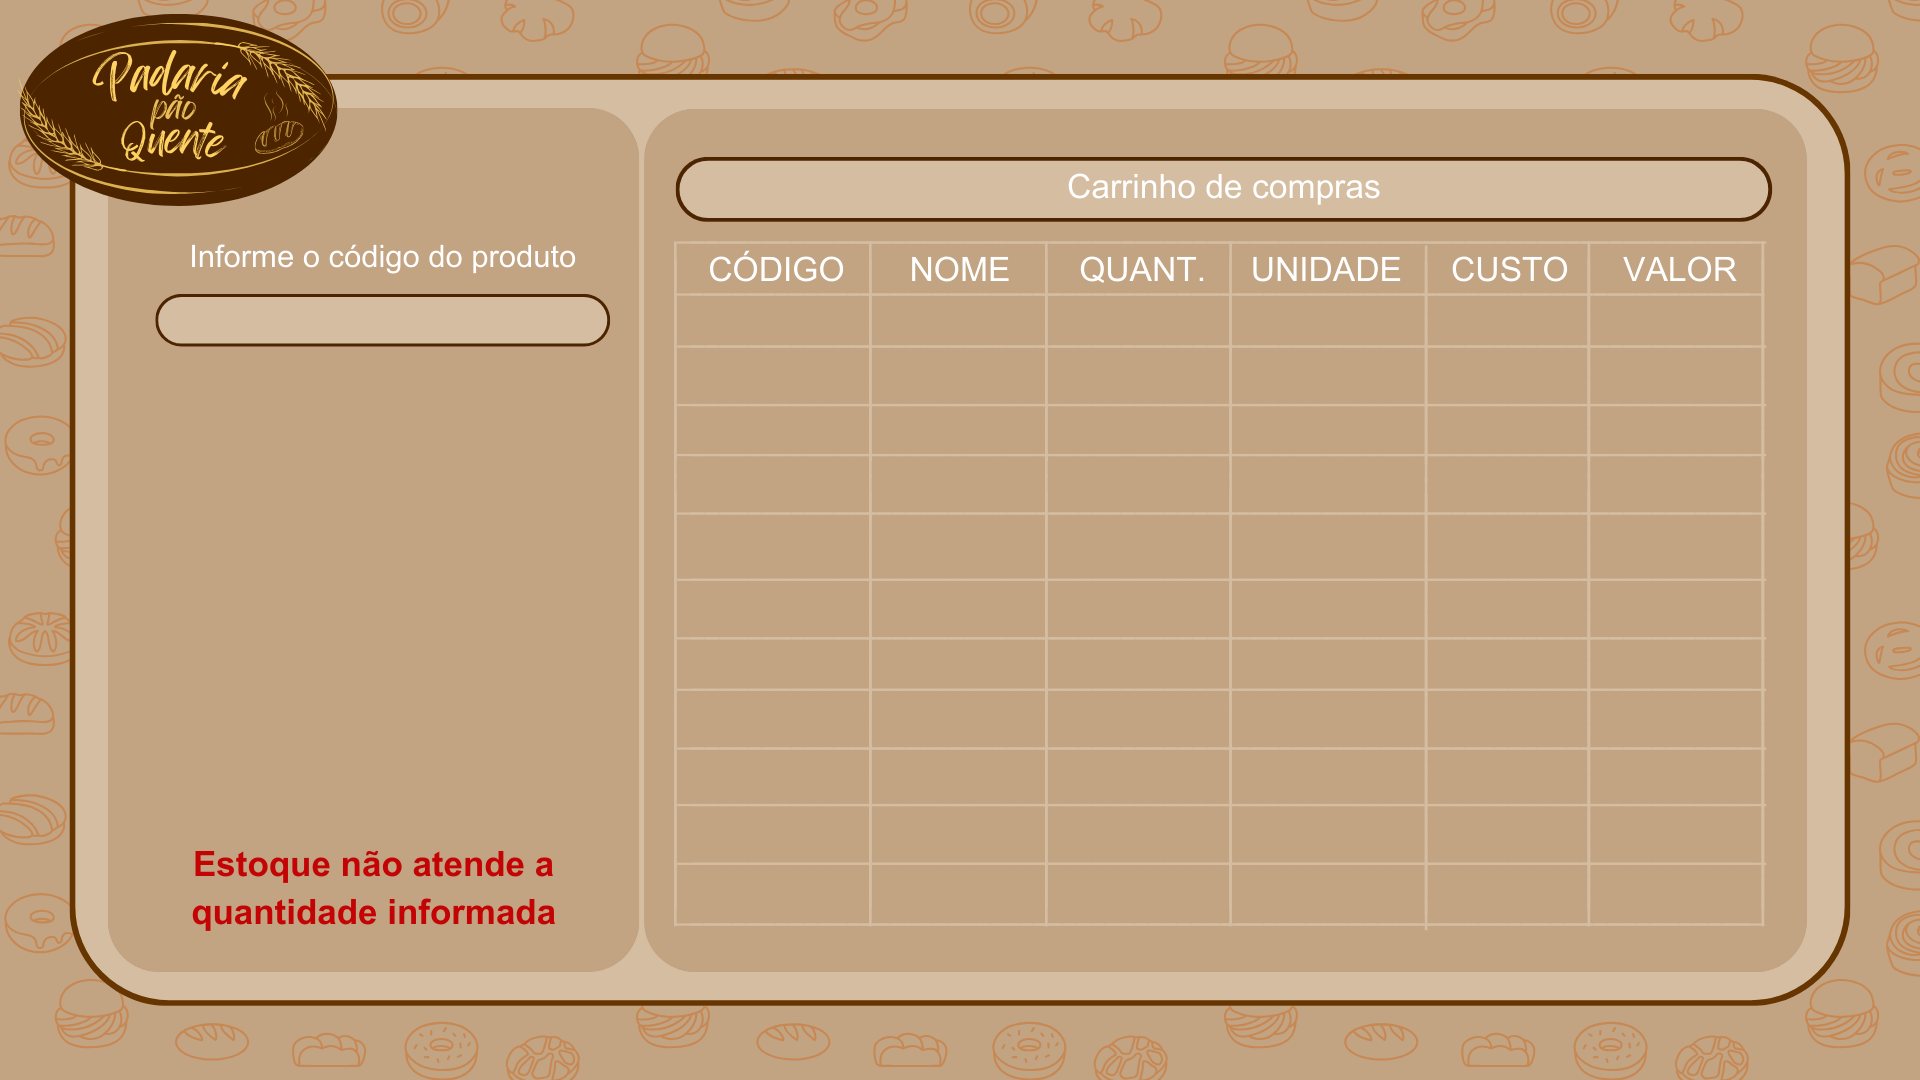 Padaria
pão
Quente
Informe o código do produto
Estoque não atende a
quantidade informada
Carrinho de compras
CÓDIGO NOME QUANT. UNIDADE CUSTO VALOR